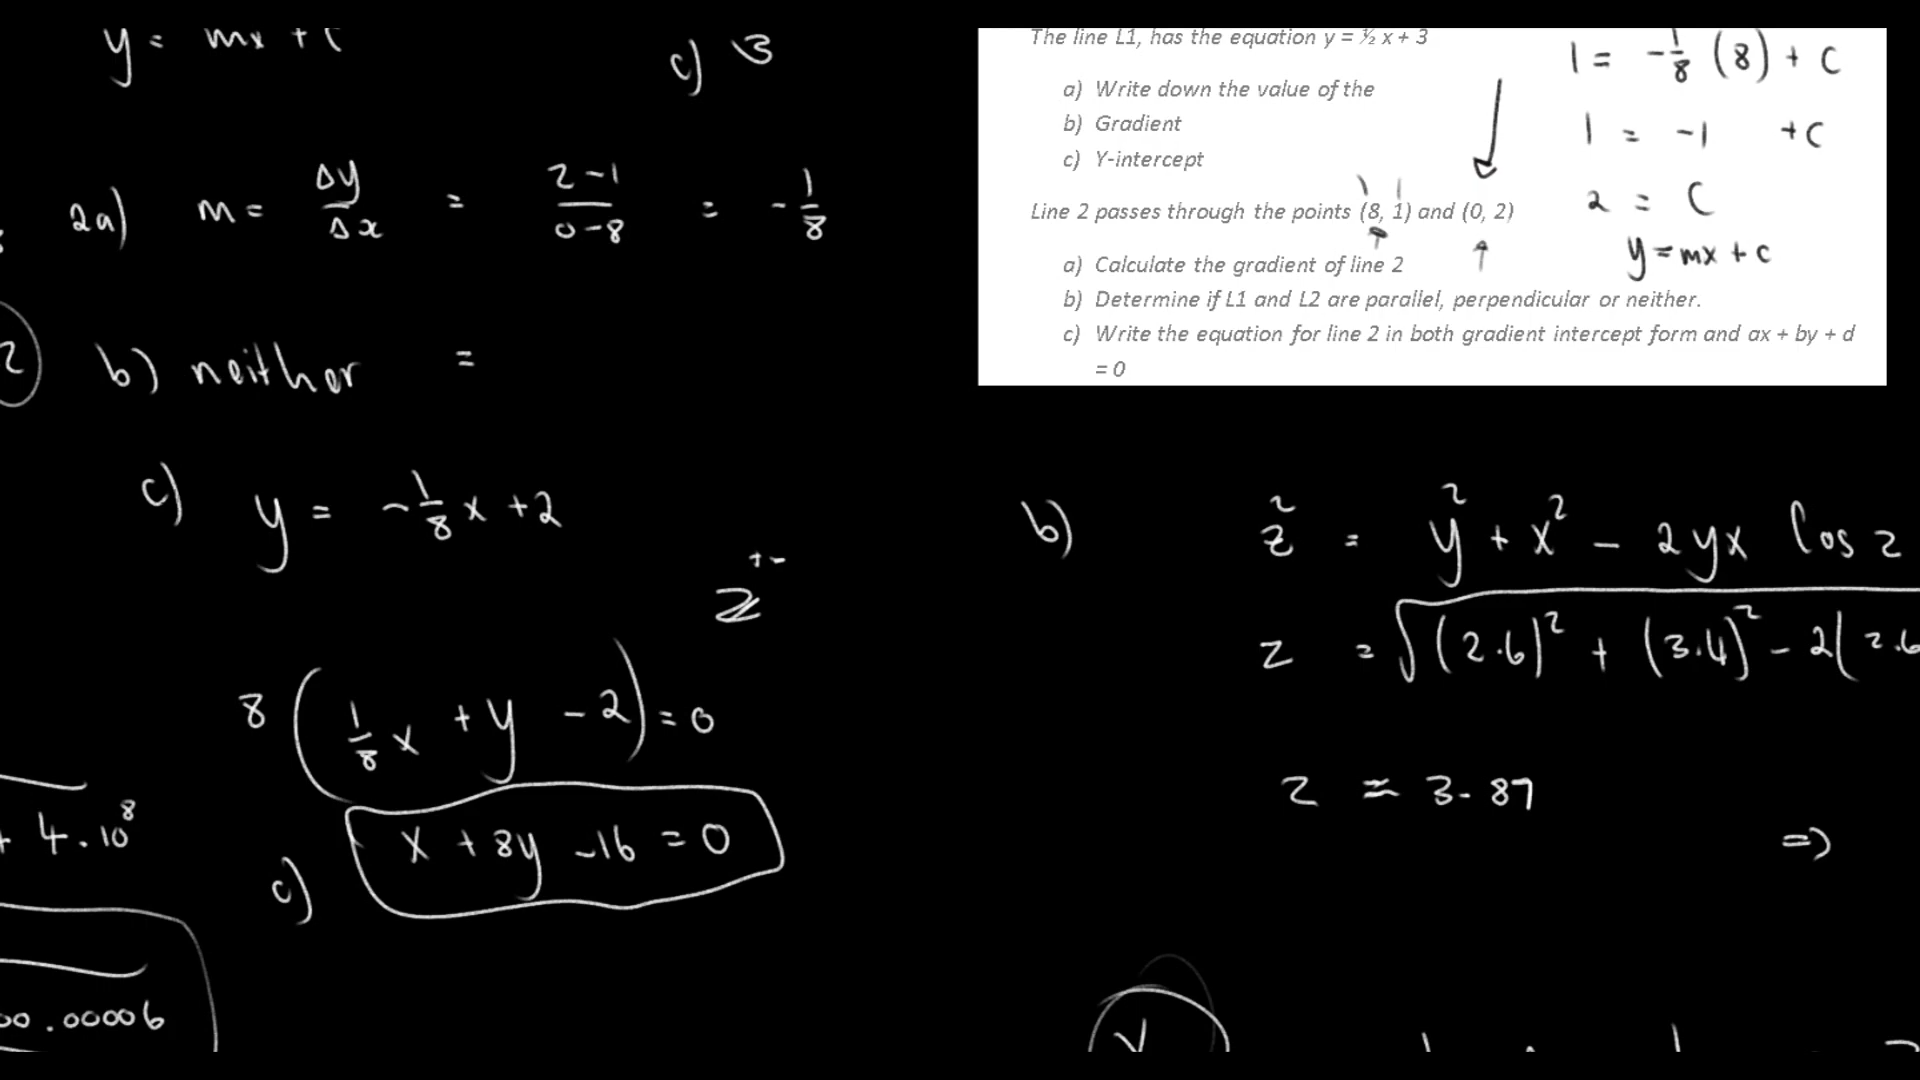 y = mx + c
c) 3
2a) m = Δy/Δx = 2-1/0-8 = -1/8
2
b) neither =
c) y = -1/8 x + 2
+-
Z
8 (1/8 x + y - 2) = 0
+ 4.10^8
c) x + 8y - 16 = 0
00.00006
The line L1, has the equation y = ½ x + 3
a) Write down the value of the
b) Gradient
c) Y-intercept
Line 2 passes through the points (8, 1) and (0, 2)
a) Calculate the gradient of line 2
b) Determine if L1 and L2 are parallel, perpendicular or neither.
c) Write the equation for line 2 in both gradient intercept form and ax + by + d
= 0
1 = -1/8 (8) + c
1 = -1 + c
2 = c
y = mx + c
b) z² = y² + x² - 2yx Cos z
z = √(2.6)² + (3.4)² - 2(2.6
z ≈ 3.87
=>